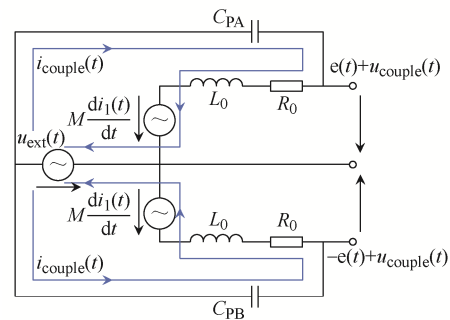 C_PA
i_couple(t)
e(t)+u_couple(t)
L_0
R_0
M di_1(t)/dt
u_ext(t)
M di_1(t)/dt
L_0
R_0
i_couple(t)
−e(t)+u_couple(t)
C_PB